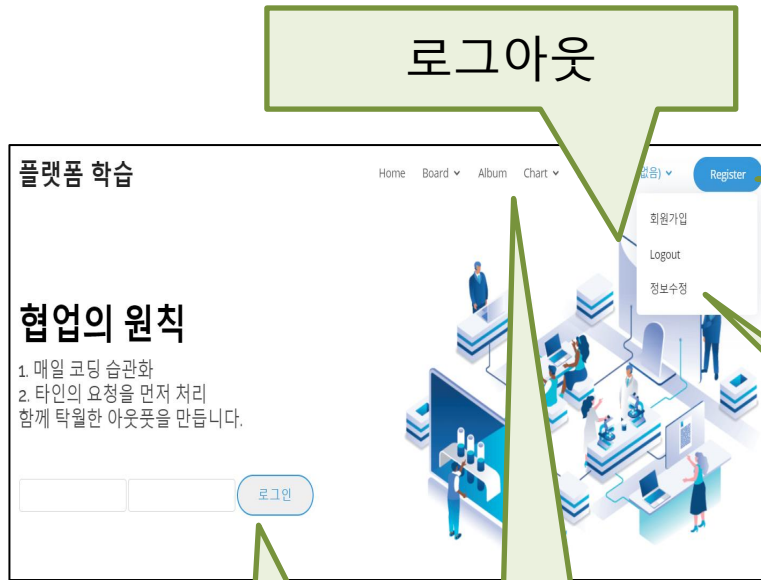 로그아웃
플랫폼 학습
Home Board Album Chart 없음) Register
회원가입
Logout
정보수정
협업의 원칙
1. 매일 코딩 습관화
2. 타인의 요청을 먼저 처리
함께 탁월한 아웃풋을 만듭니다.
로그인